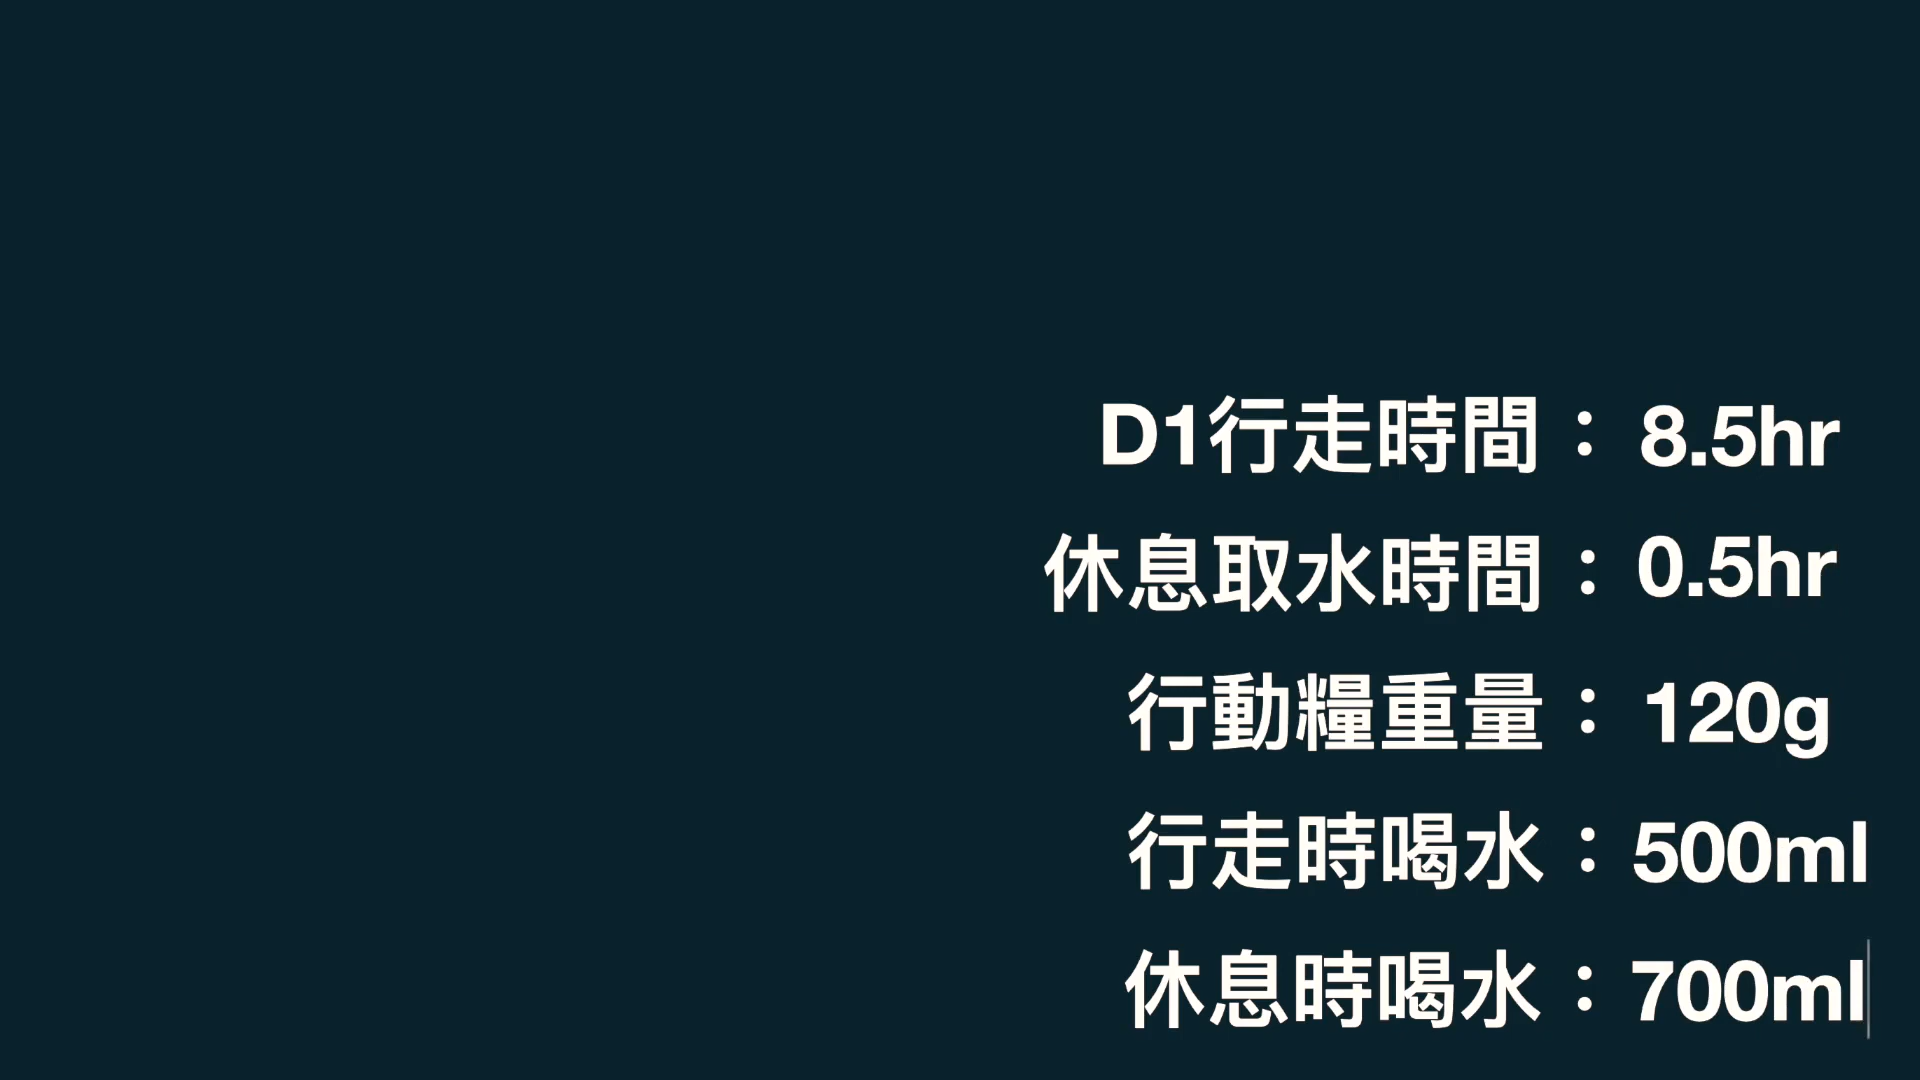 D1行走時間：8.5hr
休息取水時間：0.5hr
行動糧重量：120g
行走時喝水：500ml
休息時喝水：700ml